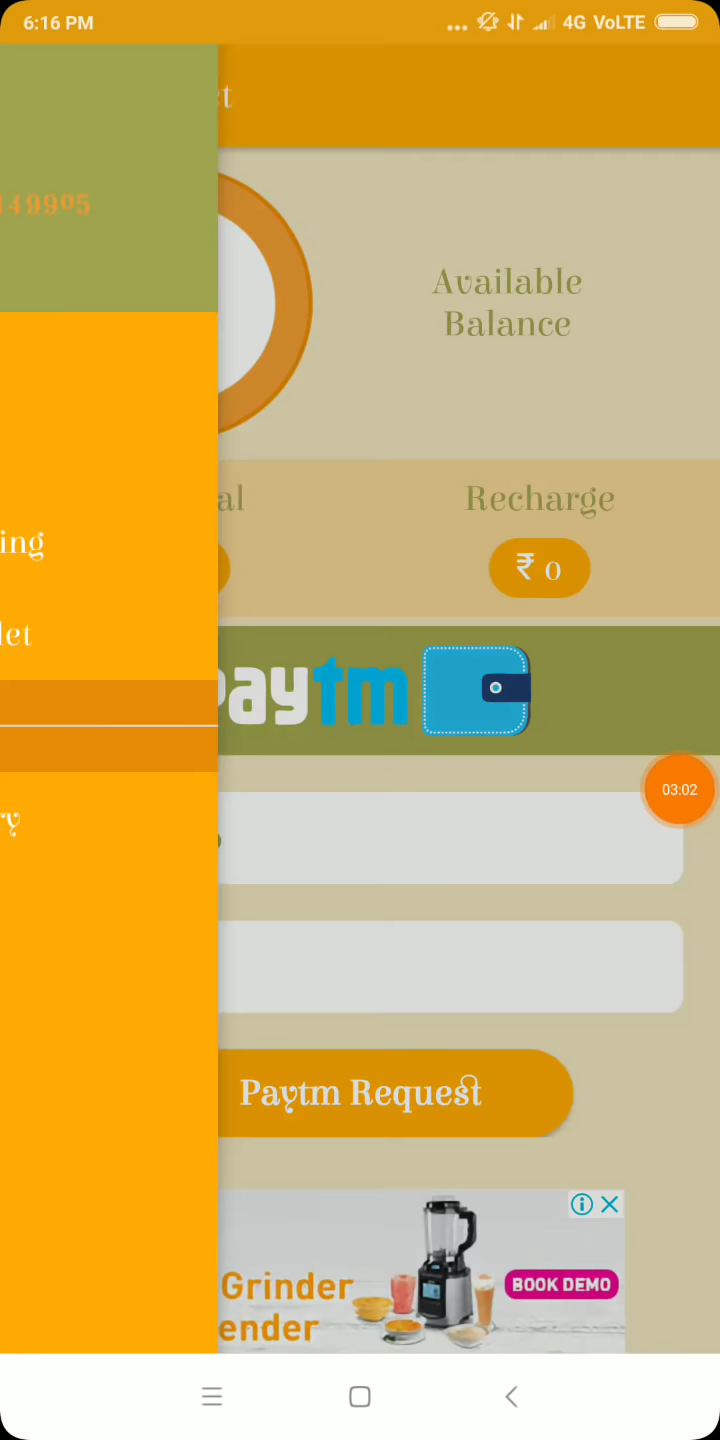 6:16 PM
4G VoLTE
et
149905
Available
Balance
al
Recharge
₹ 0
ing
let
paytm
03:02
ry
Paytm Request
Grinder
ender
BOOK DEMO